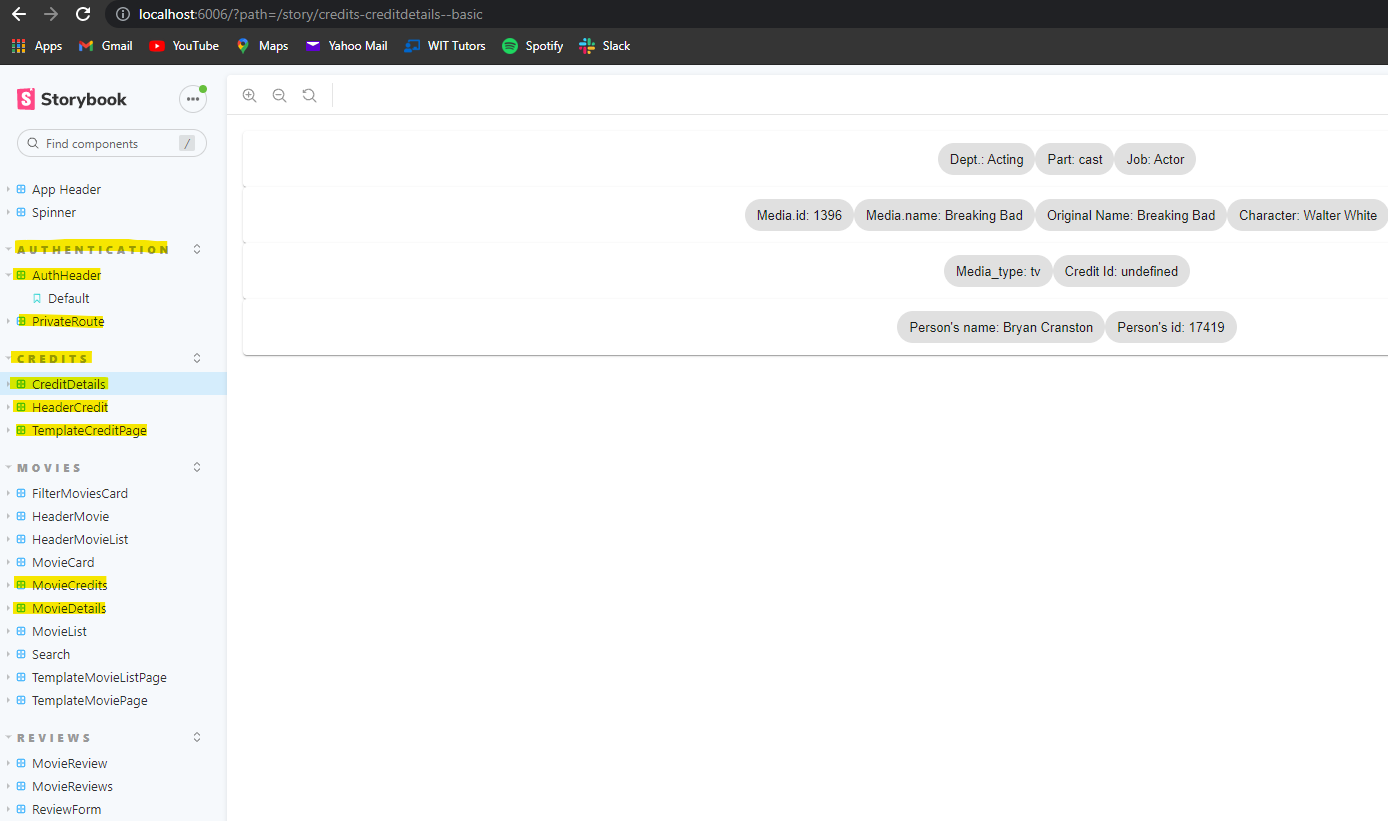 localhost:6006/?path=/story/credits-creditdetails--basic
Apps Gmail YouTube Maps Yahoo Mail WIT Tutors Spotify Slack
S Storybook
Find components /
App Header
Spinner
AUTHENTICATION
AuthHeader
Default
PrivateRoute
CREDITS
CreditDetails
HeaderCredit
TemplateCreditPage
MOVIES
FilterMoviesCard
HeaderMovie
HeaderMovieList
MovieCard
MovieCredits
MovieDetails
MovieList
Search
TemplateMovieListPage
TemplateMoviePage
REVIEWS
MovieReview
MovieReviews
ReviewForm
Dept.: Acting Part: cast Job: Actor
Media.id: 1396 Media.name: Breaking Bad Original Name: Breaking Bad Character: Walter White
Media_type: tv Credit Id: undefined
Person's name: Bryan Cranston Person's id: 17419